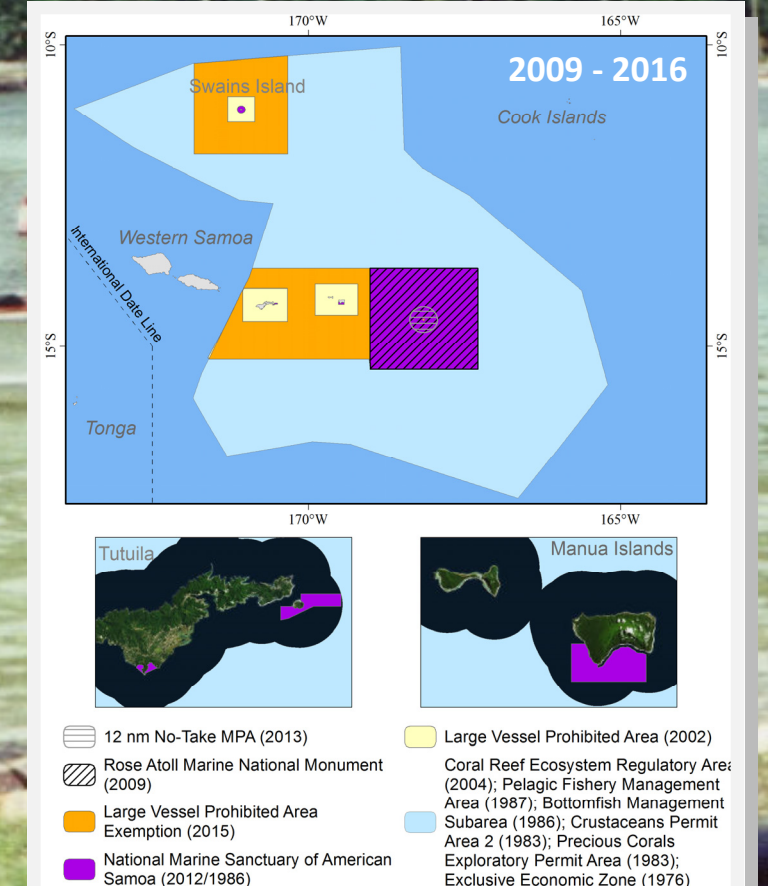 170°W
165°W
10°S
10°S
2009 - 2016
Swains Island
Cook Islands
Western Samoa
International Date Line
15°S
15°S
Tonga
170°W
165°W
Tutuila
Manua Islands
12 nm No-Take MPA (2013)
Rose Atoll Marine National Monument
(2009)
Large Vessel Prohibited Area
Exemption (2015)
National Marine Sanctuary of American
Samoa (2012/1986)
Large Vessel Prohibited Area (2002)
Coral Reef Ecosystem Regulatory Area
(2004); Pelagic Fishery Management
Area (1987); Bottomfish Management
Subarea (1986); Crustaceans Permit
Area 2 (1983); Precious Corals
Exploratory Permit Area (1983);
Exclusive Economic Zone (1976)